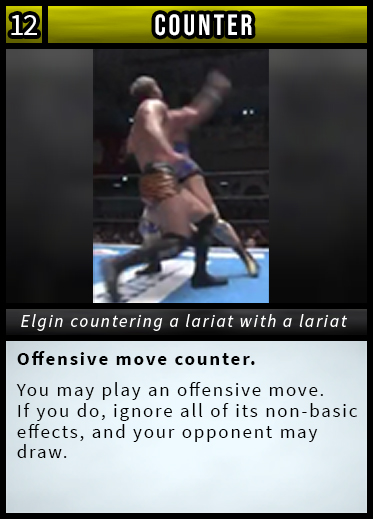 12 COUNTER
Elgin countering a lariat with a lariat
Offensive move counter.
You may play an offensive move.
If you do, ignore all of its non-basic
effects, and your opponent may
draw.